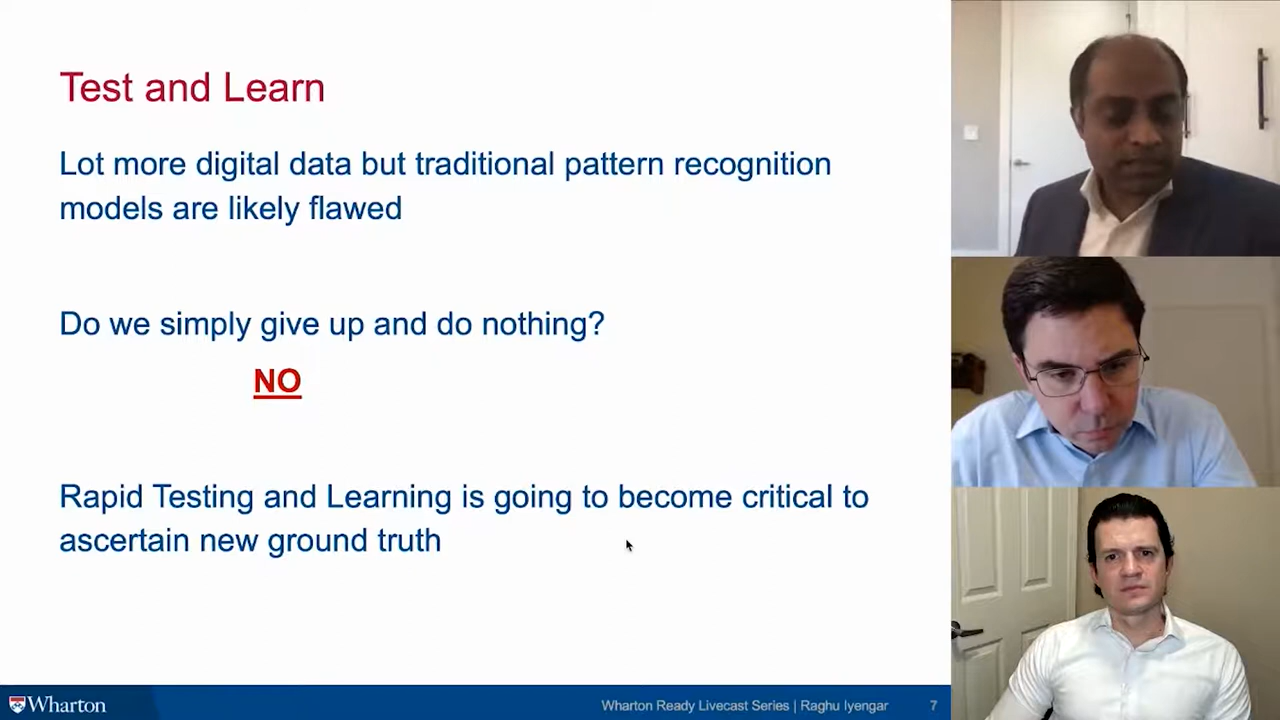 Test and Learn
Lot more digital data but traditional pattern recognition
models are likely flawed
Do we simply give up and do nothing?
NO
Rapid Testing and Learning is going to become critical to
ascertain new ground truth
Wharton
Wharton Ready Livecast Series | Raghu Iyengar 7